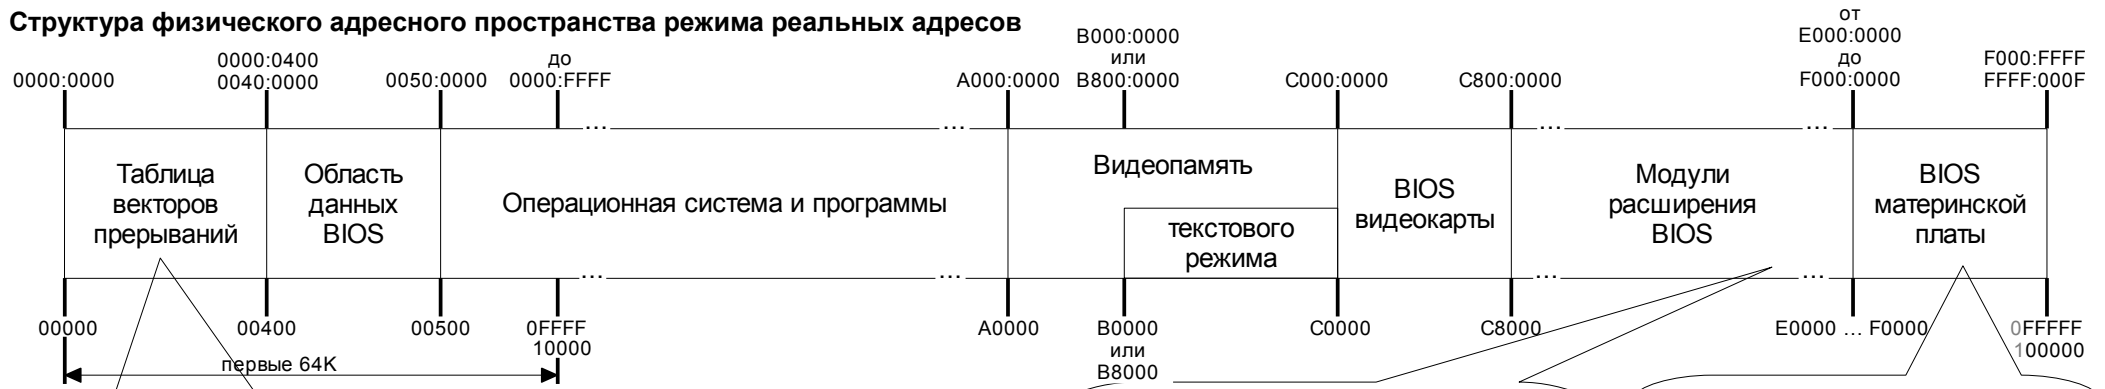 Структура физического адресного пространства режима реальных адресов
0000:0000
0000:0400
0040:0000
0050:0000
до
0000:FFFF
A000:0000
B000:0000
или
B800:0000
C000:0000
C800:0000
от
E000:0000
до
F000:0000
F000:FFFF
FFFF:000F
...
...
...
...
Таблица
векторов
прерываний
Область
данных
BIOS
Операционная система и программы
Видеопамять
текстового
режима
BIOS
видеокарты
Модули
расширения
BIOS
BIOS
материнской
платы
...
...
...
...
00000
00400
00500
0FFFF
10000
A0000
B0000
или
B8000
C0000
C8000
E0000 ... F0000
0FFFFF
100000
первые 64K